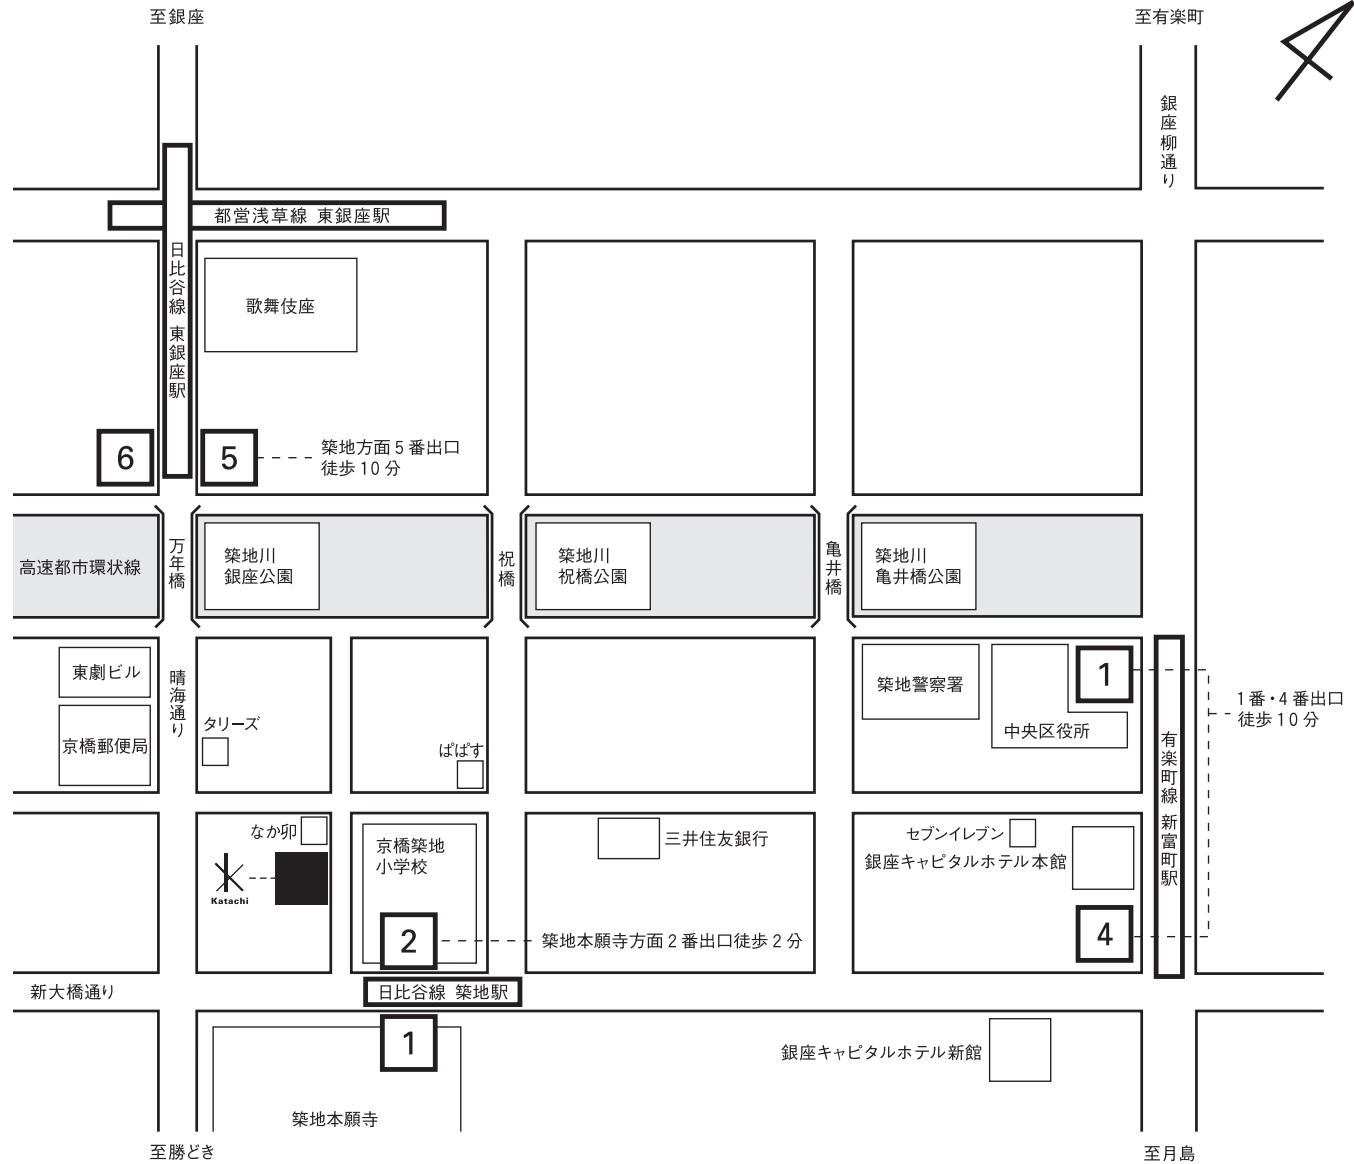 至銀座
至有楽町
銀座柳通り
都営浅草線 東銀座駅
日比谷線 東銀座駅
歌舞伎座
6
5
築地方面5番出口
徒歩10分
高速都市環状線
万年橋
築地川
銀座公園
祝橋
築地川
祝橋公園
亀井橋
築地川
亀井橋公園
東劇ビル
京橋郵便局
晴海通り
タリーズ
ぱぱす
築地警察署
中央区役所
1
1番・4番出口
徒歩10分
有楽町線 新富町駅
なか卯
Katachi
京橋築地
小学校
三井住友銀行
セブンイレブン
銀座キャピタルホテル本館
2
築地本願寺方面2番出口徒歩2分
4
新大橋通り
日比谷線 築地駅
1
銀座キャピタルホテル新館
築地本願寺
至勝どき
至月島